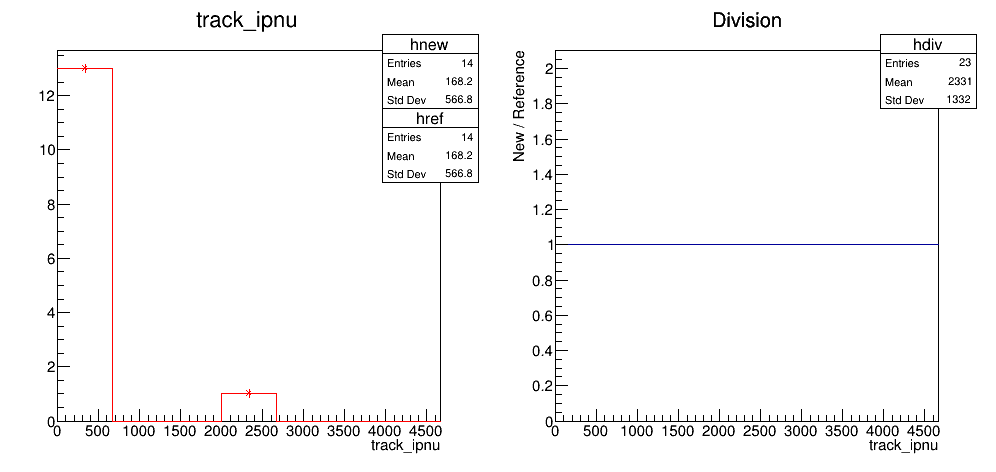 track_ipnu
hnew
Entries 14
Mean 168.2
Std Dev 566.8
href
Entries 14
Mean 168.2
Std Dev 566.8
12
10
8
6
4
2
0
0 500 1000 1500 2000 2500 3000 3500 4000 4500
track_ipnu
Division
hdiv
Entries 23
Mean 2331
Std Dev 1332
New / Reference
2
1.8
1.6
1.4
1.2
1
0.8
0.6
0.4
0.2
0
0 500 1000 1500 2000 2500 3000 3500 4000 4500
track_ipnu